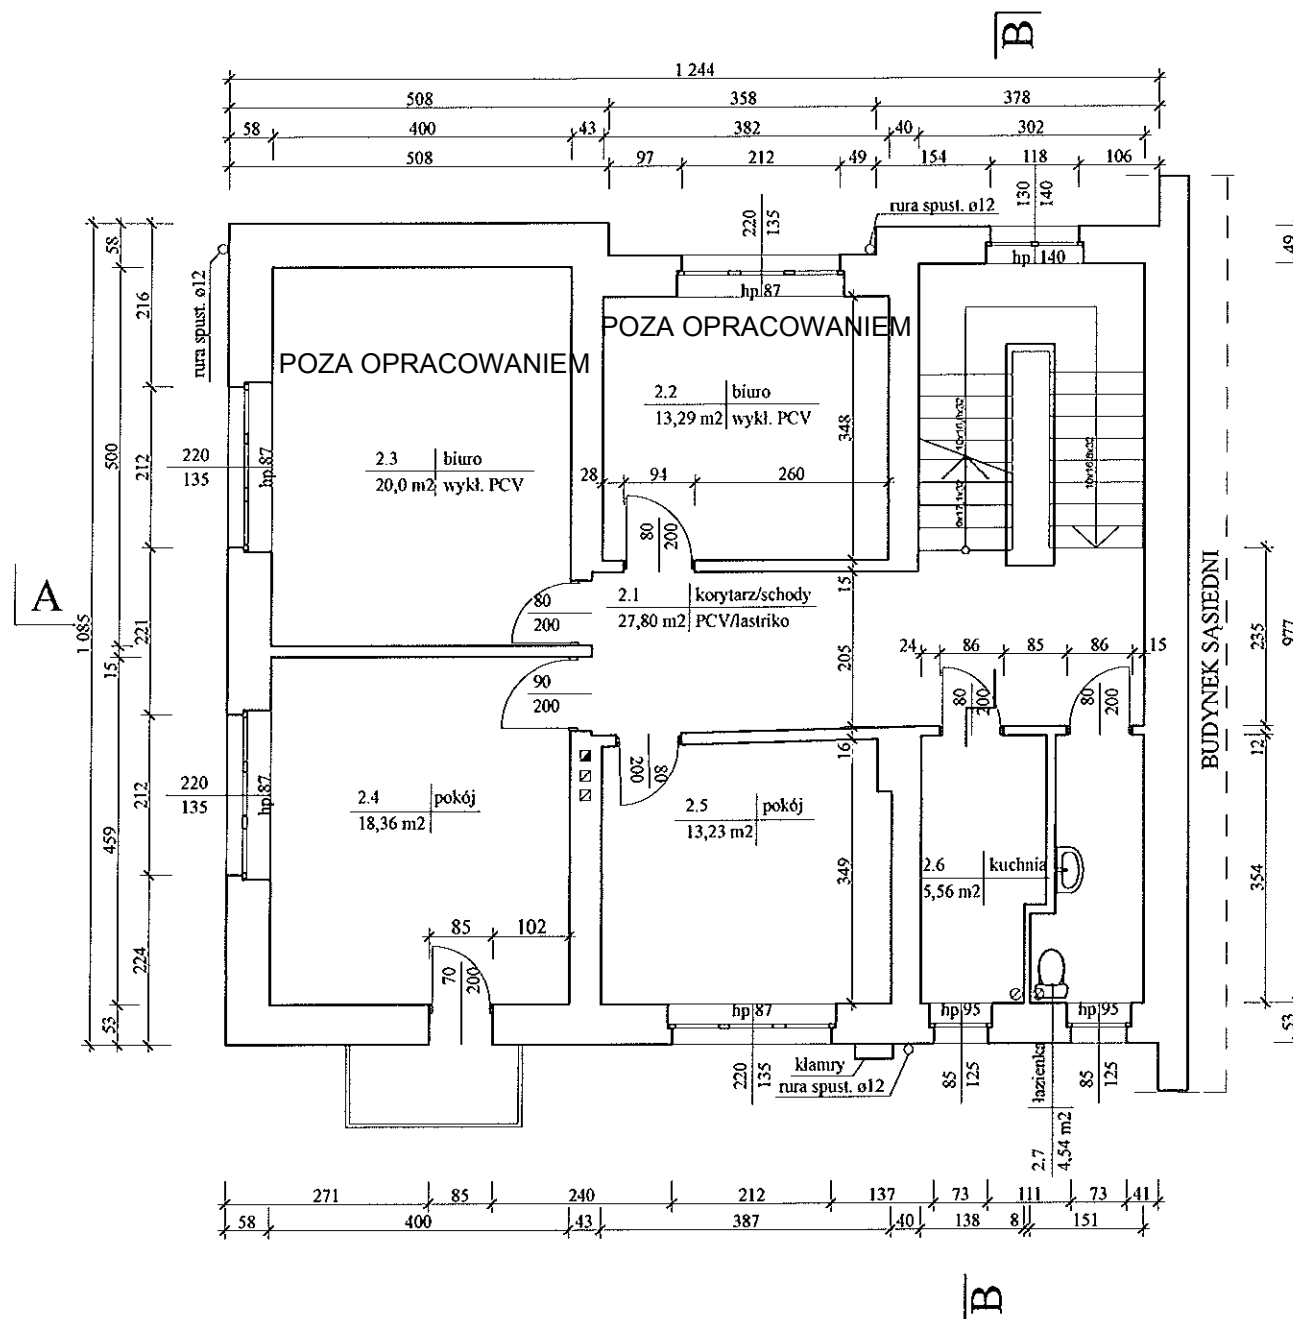 B
1 244
508 358 378
58 400 43 382 40 302
508 97 212 49 154 118 106
rura spust. ø12
130
140
220
135
hp 140
hp 87
58
216
rura spust. ø12
49
POZA OPRACOWANIEM
POZA OPRACOWANIEM
2.2 biuro
13,29 m2 wykł. PCV
348
500
212
220
135
hp 87
2.3 biuro
20,0 m2 wykł. PCV
28 94 260
80
200
10x16,8x32
A
1 085
221
15
80
200
2.1 korytarz/schody
27,80 m2 PCV/lastriko
15
205
24 86 85 86 15
235
977
BUDYNEK SĄSIEDNI
90
200
80
200
80
200
80
200
16
12
212
220
135
hp 87
459
2.4 pokój
18,36 m2
2.5 pokój
13,23 m2
349
2.6 kuchnia
5,56 m2
354
85 102
224
70
200
53
hp 87
hp 95
hp 95
53
klamry
rura spust. ø12
220
135
85
125
85
125
łazienka
2.7
4,54 m2
271 85 240 212 137 73 111 73 41
58 400 43 387 40 138 8 151
B